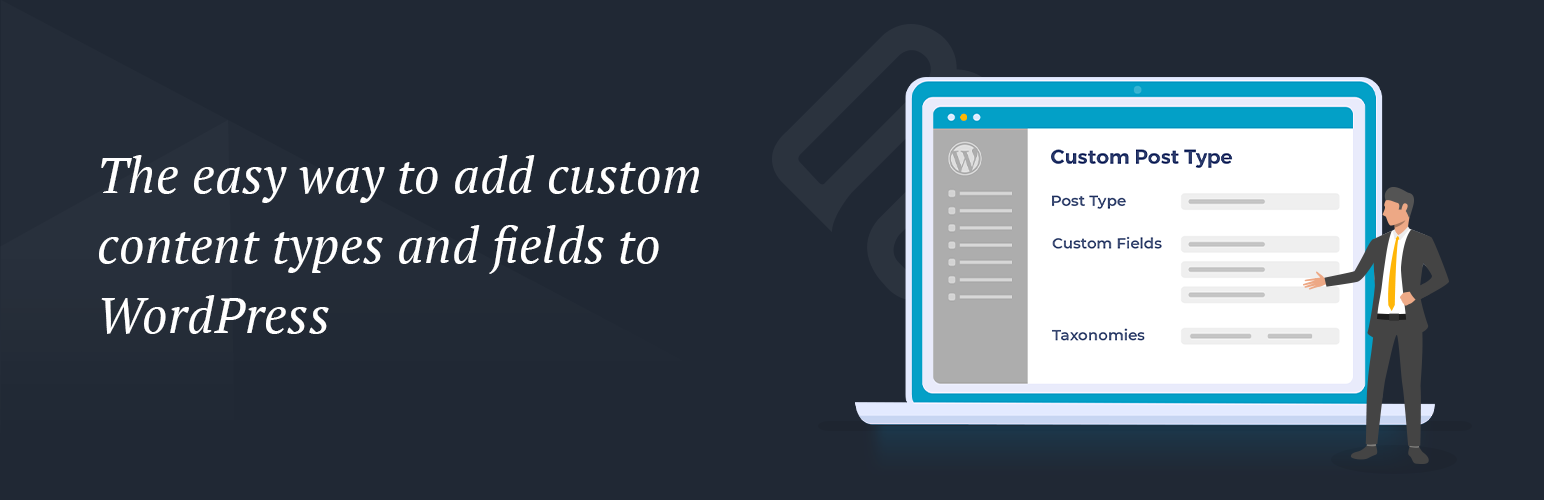 The easy way to add custom
content types and fields to
WordPress
Custom Post Type
Post Type
Custom Fields
Taxonomies